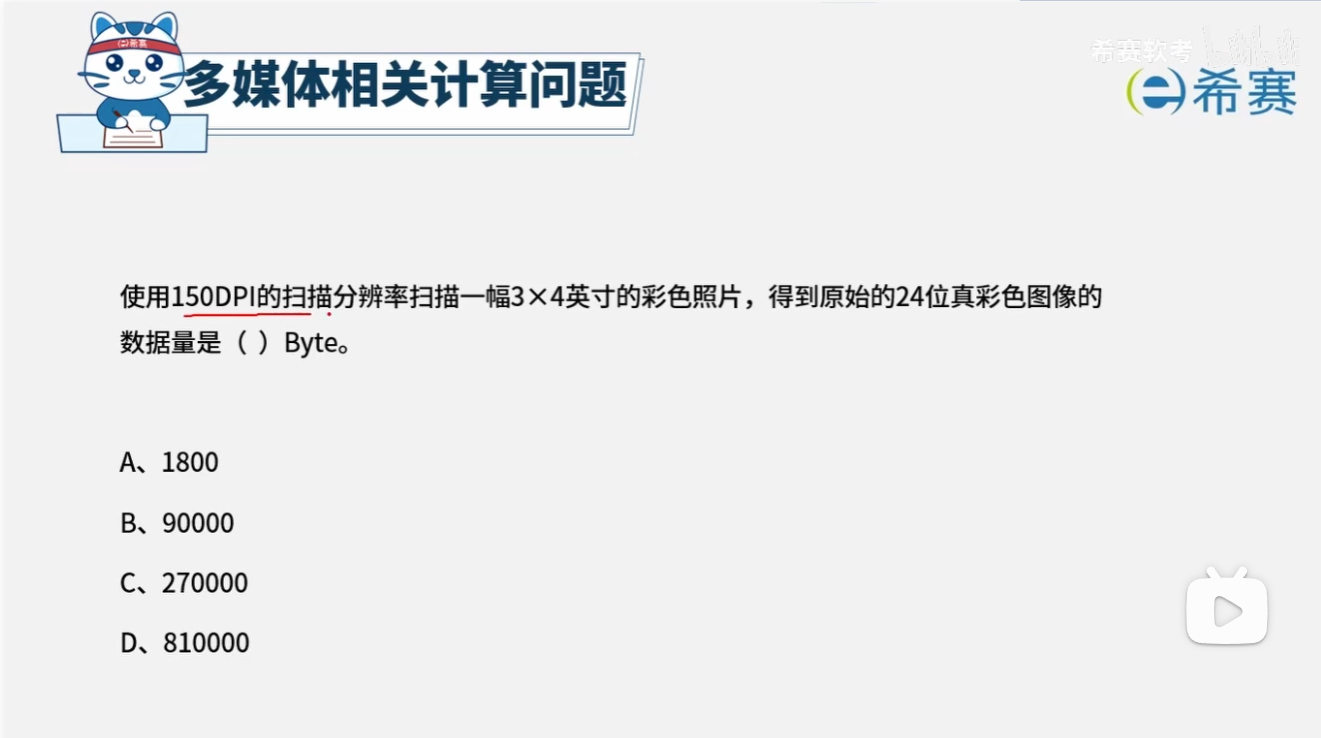 希赛
多媒体相关计算问题
希赛软考
希赛
使用150DPI的扫描分辨率扫描一幅3×4英寸的彩色照片，得到原始的24位真彩色图像的
数据量是（ ）Byte。
A、1800
B、90000
C、270000
D、810000